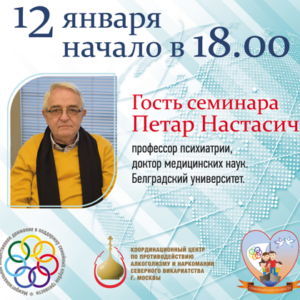 12 января
начало в 18.00
Гость семинара
Петар Настасич
профессор психиатрии,
доктор медицинских наук.
Белградский университет.
КООРДИНАЦИОННЫЙ ЦЕНТР
ПО ПРОТИВОДЕЙСТВИЮ
АЛКОГОЛИЗМУ И НАРКОМАНИИ
СЕВЕРНОГО ВИКАРИАТСТВА
Г. МОСКВЫ